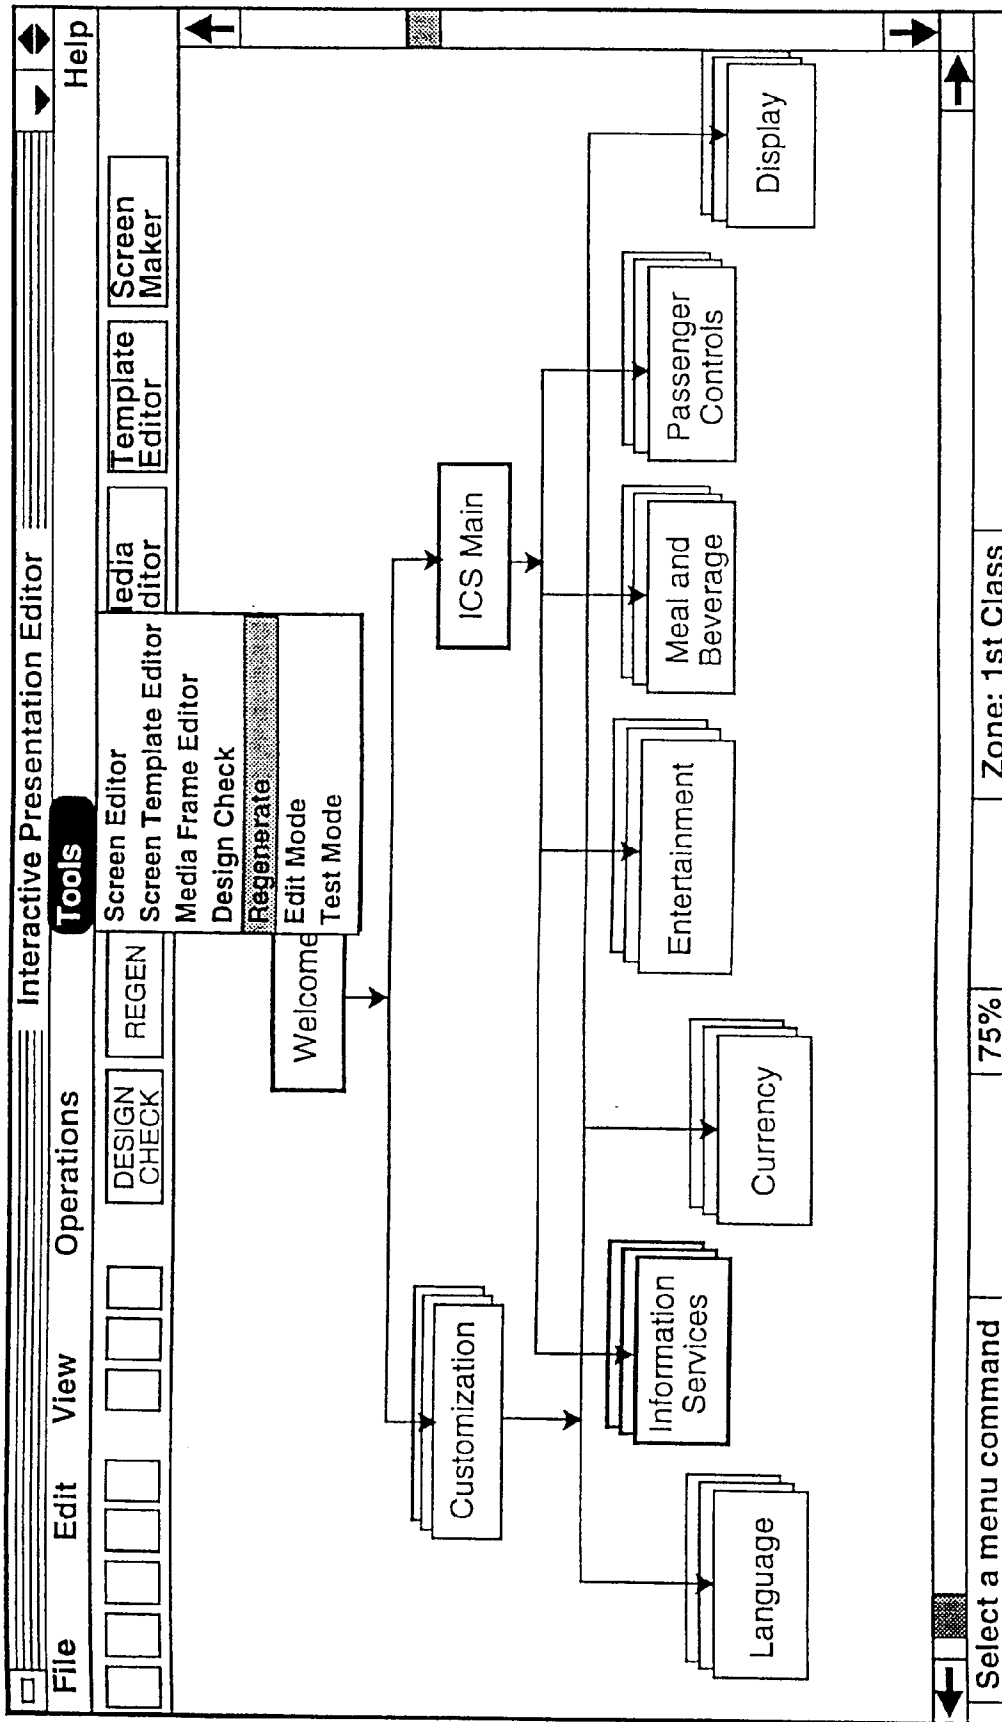 Interactive Presentation Editor
File Edit View Operations Tools Help
DESIGN
CHECK
REGEN
edia
ditor
Template
Editor
Screen
Maker
Screen Editor
Screen Template Editor
Media Frame Editor
Design Check
Regenerate
Edit Mode
Test Mode
Welcome
Customization
ICS Main
Language
Information
Services
Currency
Entertainment
Meal and
Beverage
Passenger
Controls
Display
Select a menu command 75% Zone: 1st Class